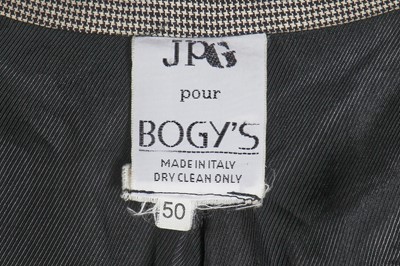 JPG
pour
BOGY'S
MADE IN ITALY
DRY CLEAN ONLY
50